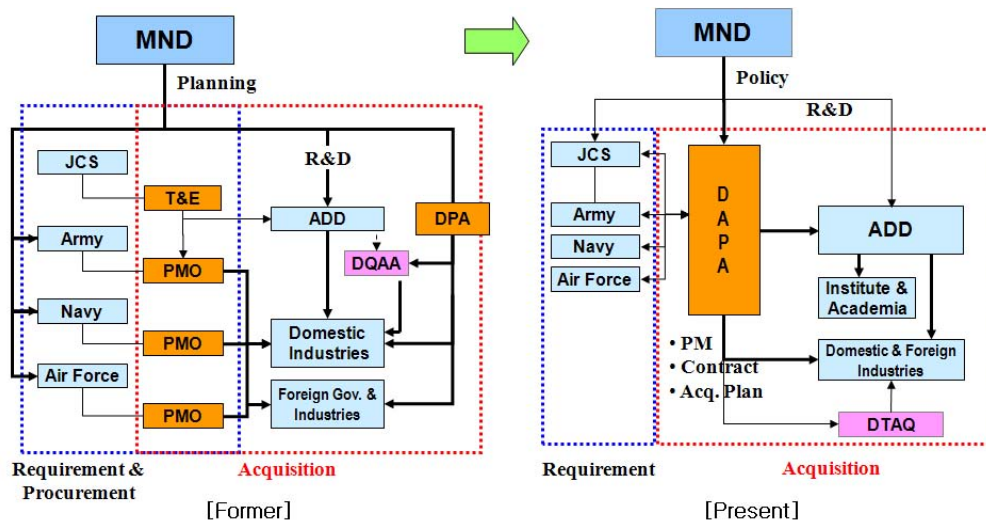 MND
Planning
R&D
JCS
T&E
ADD
DPA
Army
PMO
DQAA
Navy
PMO
Domestic
Industries
Air Force
PMO
Foreign Gov. &
Industries
Requirement &
Procurement
Acquisition
[Former]
MND
Policy
R&D
JCS
D
A
P
A
Army
Navy
Air Force
ADD
Institute &
Academia
• PM
• Contract
• Acq. Plan
Domestic & Foreign
Industries
DTAQ
Requirement
Acquisition
[Present]